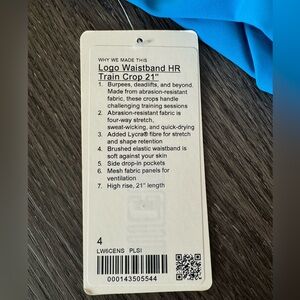 WHY WE MADE THIS
Logo Waistband HR
Train Crop 21"
1. Burpees, deadlifts, and beyond.
Made from abrasion-resistant
fabric, these crops handle
challenging training sessions
2. Abrasion-resistant fabric is
four-way stretch,
sweat-wicking, and quick-drying
3. Added Lycra® fibre for stretch
and shape retention
4. Brushed elastic waistband is
soft against your skin
5. Side drop-in pockets
6. Mesh fabric panels for
ventilation
7. High rise, 21" length
4
LW6CENS PLSI
000143505544